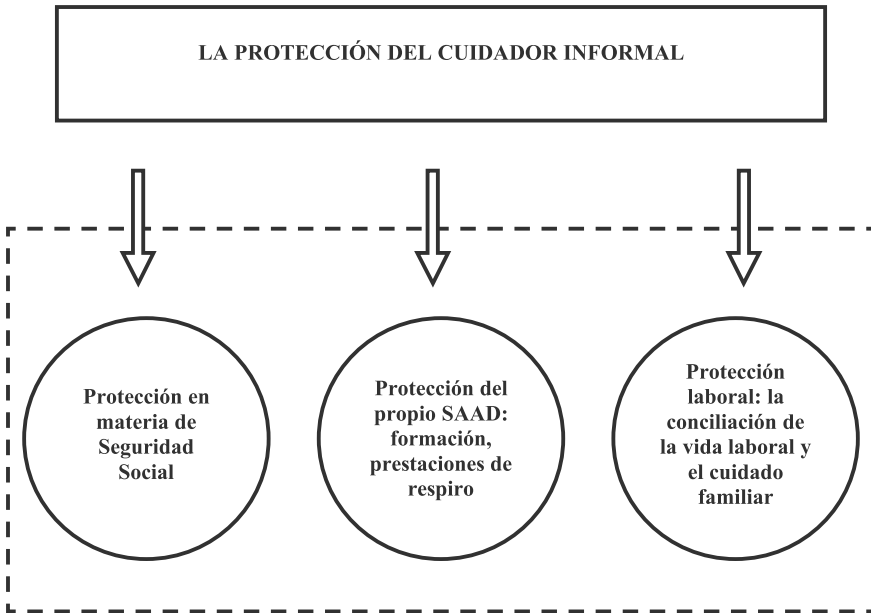 LA PROTECCIÓN DEL CUIDADOR INFORMAL
Protección en
materia de
Seguridad
Social
Protección del
propio SAAD:
formación,
prestaciones de
respiro
Protección
laboral: la
conciliación de
la vida laboral y
el cuidado
familiar